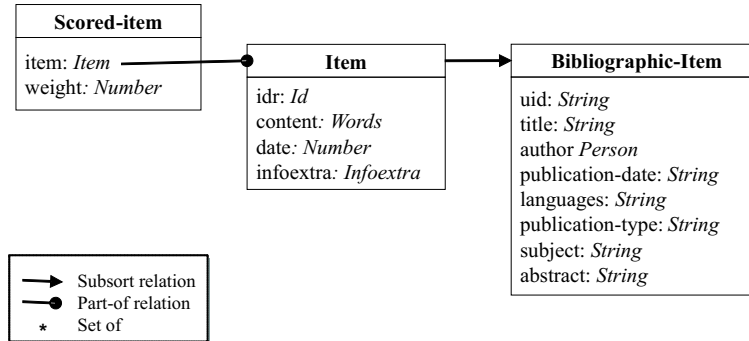 Scored-item
item: Item
weight: Number
Item
idr: Id
content: Words
date: Number
infoextra: Infoextra
Bibliographic-Item
uid: String
title: String
author Person
publication-date: String
languages: String
publication-type: String
subject: String
abstract: String
Subsort relation
Part-of relation
* Set of